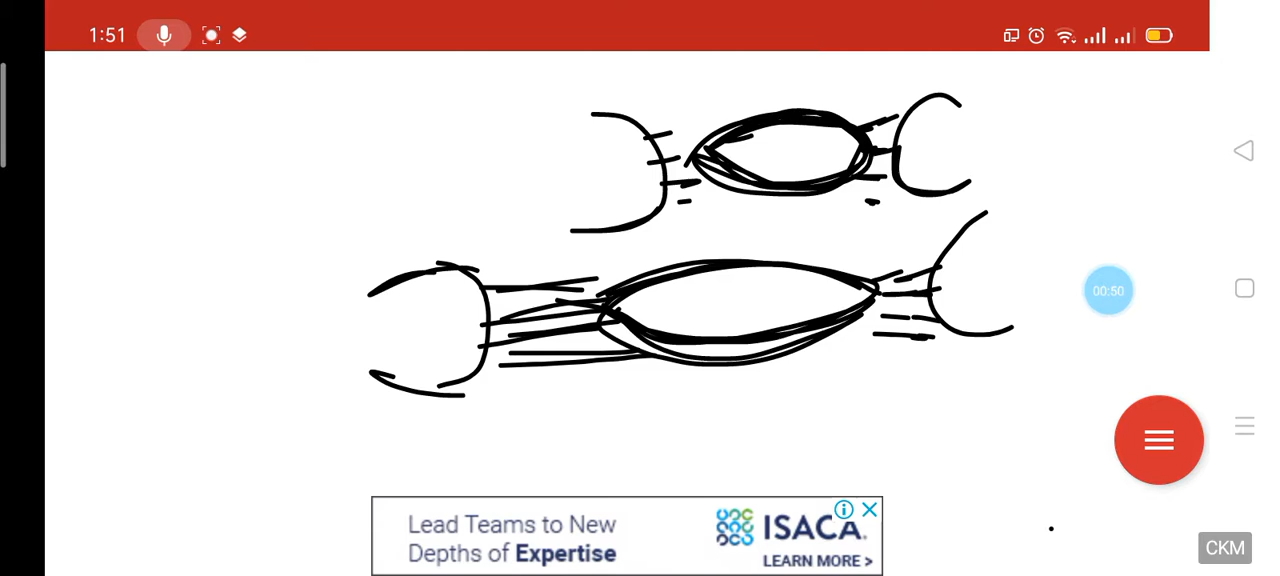 1:51
00:50
Lead Teams to New
Depths of Expertise
ISACA.
LEARN MORE >
CKM